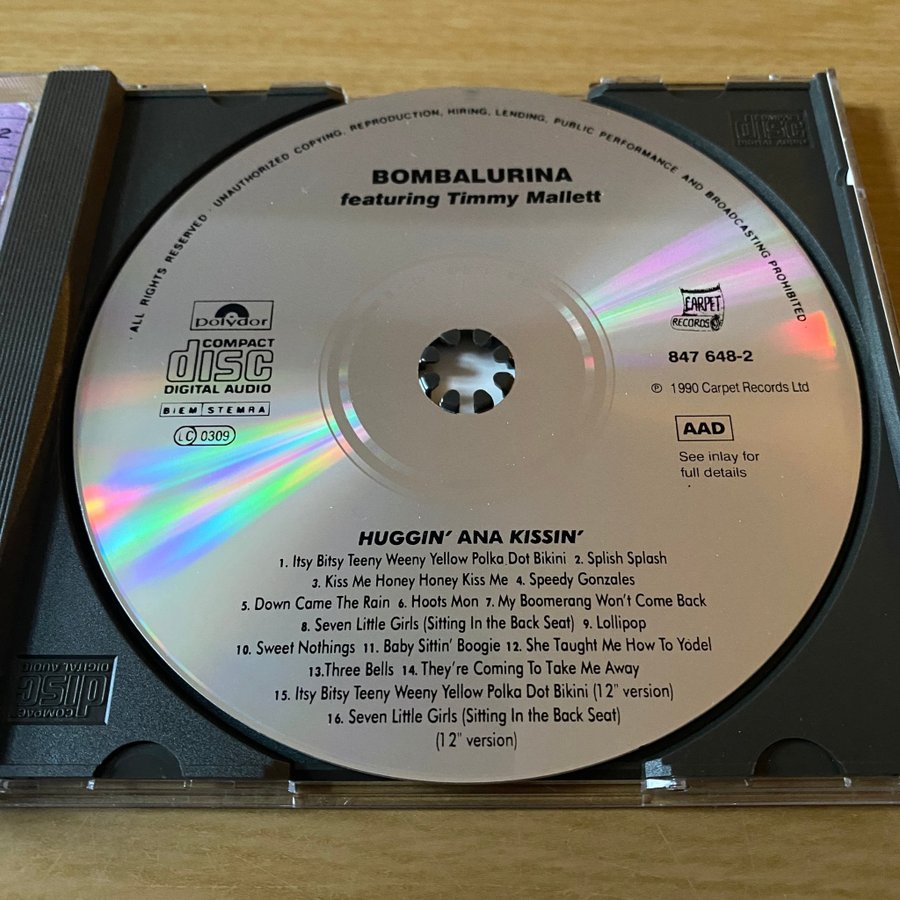 · ALL RIGHTS RESERVED · UNAUTHORIZED COPYING, REPRODUCTION, HIRING, LENDING, PUBLIC PERFORMANCE AND BROADCASTING PROHIBITED
BOMBALURINA
featuring Timmy Mallett
polydor
COMPACT
disc
DIGITAL AUDIO
BIEM STEMRA
LC 0309
CARPET
RECORDS
847 648-2
℗ 1990 Carpet Records Ltd
AAD
See inlay for
full details
HUGGIN' ANA KISSIN'
1. Itsy Bitsy Teeny Weeny Yellow Polka Dot Bikini 2. Splish Splash
3. Kiss Me Honey Honey Kiss Me 4. Speedy Gonzales
5. Down Came The Rain 6. Hoots Mon 7. My Boomerang Won't Come Back
8. Seven Little Girls (Sitting In the Back Seat) 9. Lollipop
10. Sweet Nothings 11. Baby Sittin' Boogie 12. She Taught Me How To Yodel
13. Three Bells 14. They're Coming To Take Me Away
15. Itsy Bitsy Teeny Weeny Yellow Polka Dot Bikini (12" version)
16. Seven Little Girls (Sitting In the Back Seat)
(12" version)
COMPACT
disc
DIGITAL AUDIO
COMPACT
disc
DIGITAL AUDIO
2